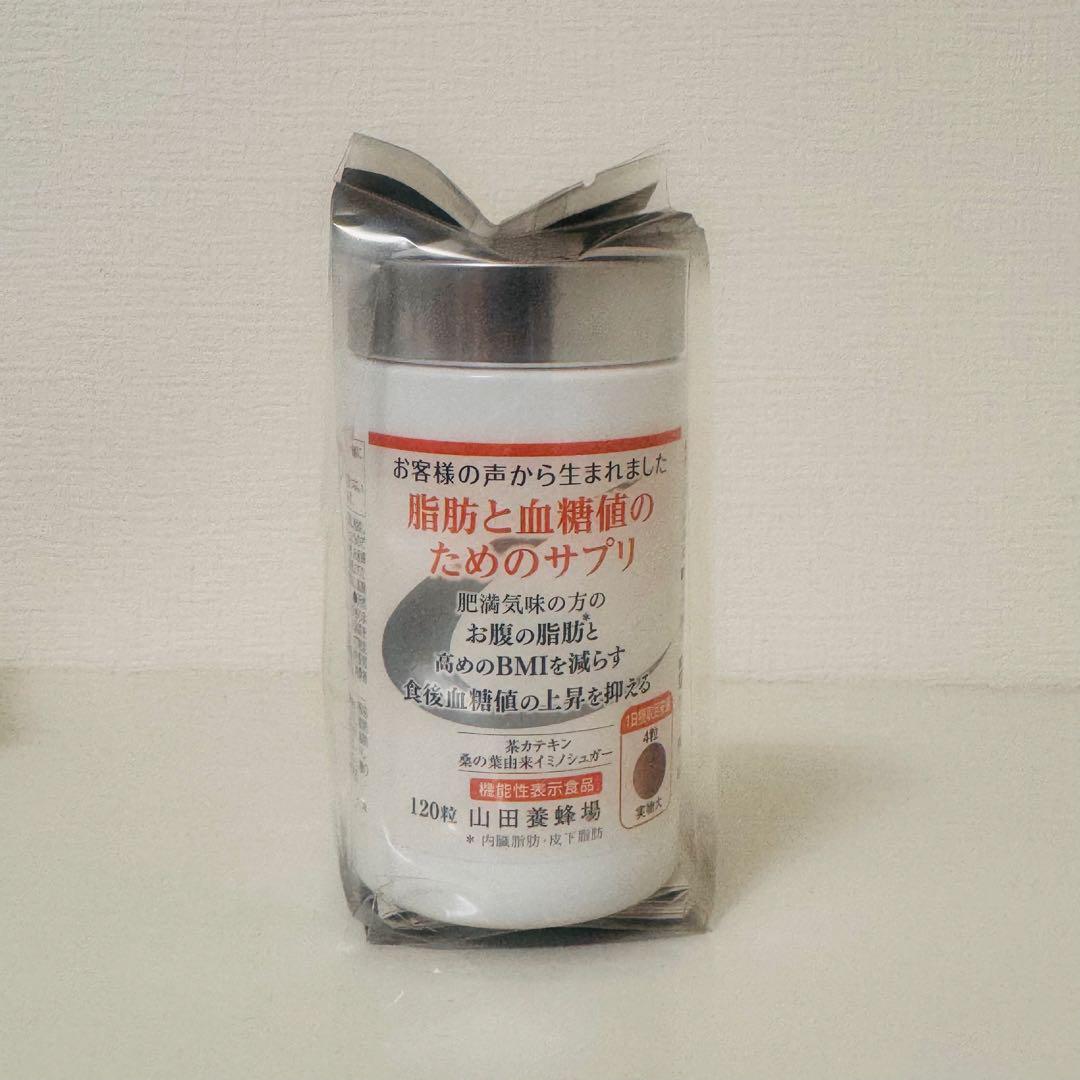 お客様の声から生まれました
脂肪と血糖値の
ためのサプリ
肥満気味の方の
お腹の脂肪*と
高めのBMIを減らす
食後血糖値の上昇を抑える
茶カテキン
桑の葉由来イミノシュガー
機能性表示食品
120粒 山田養蜂場
* 内臓脂肪・皮下脂肪
1日摂取目安量
4粒
実物大